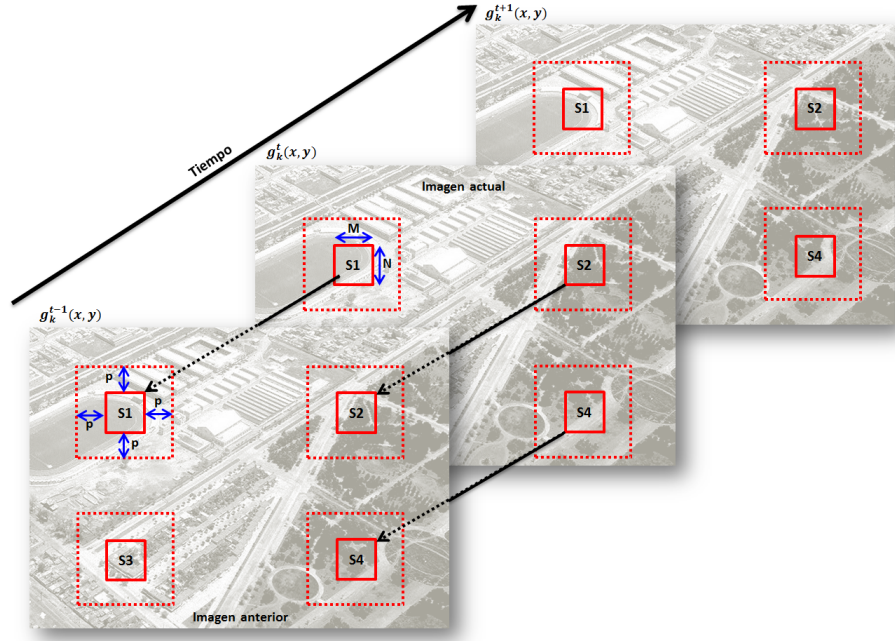 g_k^{t+1}(x, y)
S1
S2
S4
Tiempo
g_k^t(x, y)
Imagen actual
M
N
S1
S2
S4
g_k^{t-1}(x, y)
p
p
S1
p
p
S2
S3
S4
Imagen anterior